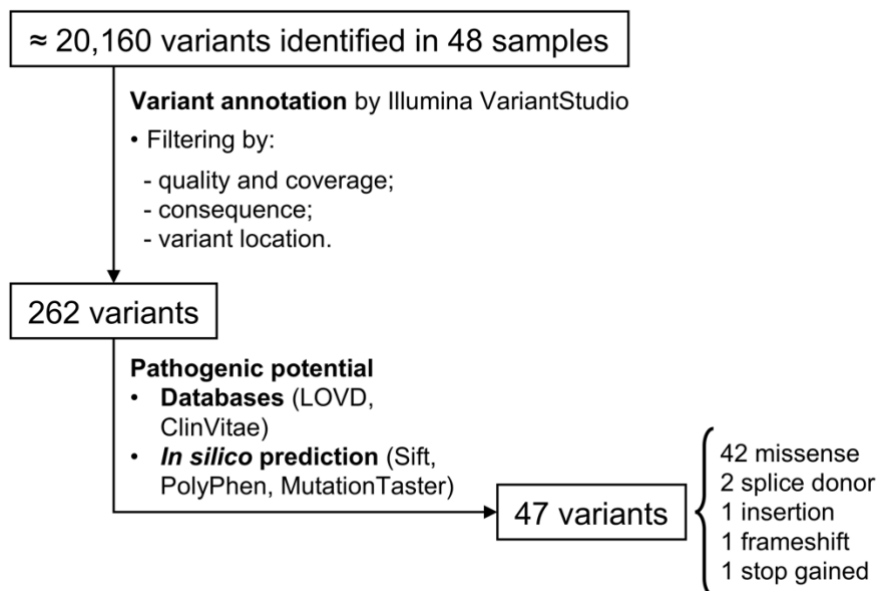 ≈ 20,160 variants identified in 48 samples
Variant annotation by Illumina VariantStudio
• Filtering by:
- quality and coverage;
- consequence;
- variant location.
262 variants
Pathogenic potential
• Databases (LOVD,
ClinVitae)
• In silico prediction (Sift,
PolyPhen, MutationTaster)
47 variants
42 missense
2 splice donor
1 insertion
1 frameshift
1 stop gained